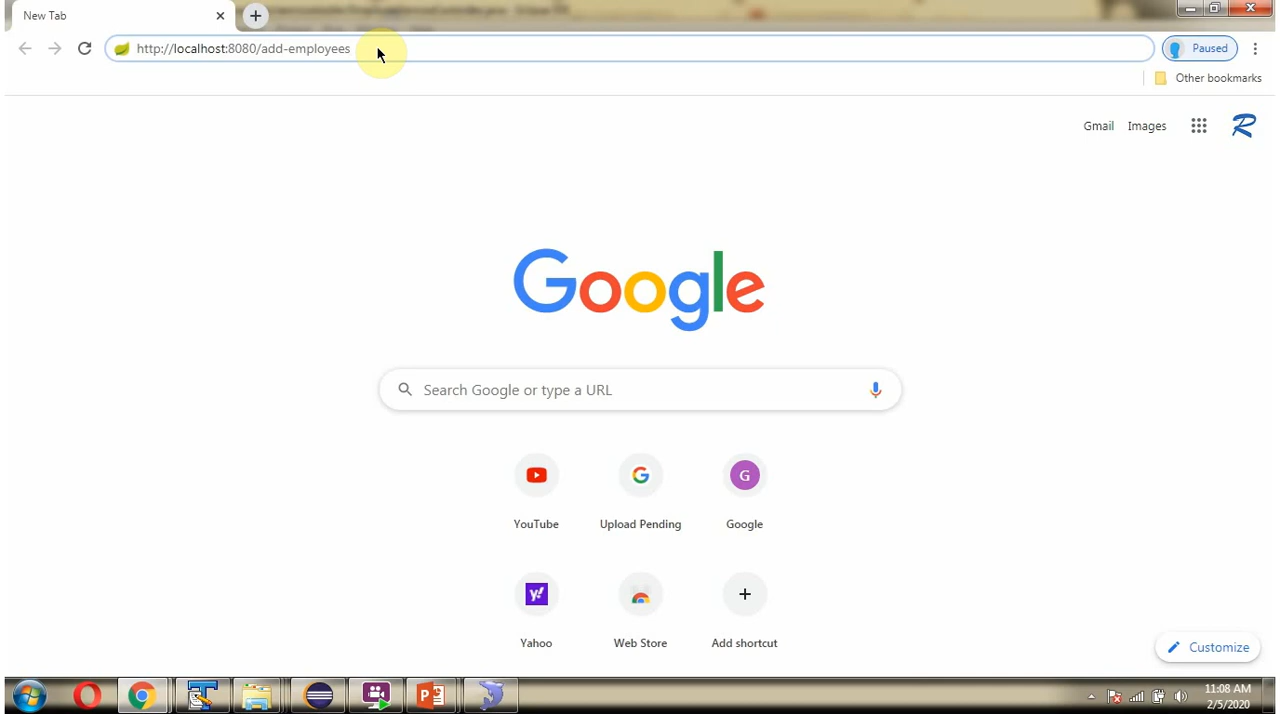 New Tab
http://localhost:8080/add-employees
Paused
Other bookmarks
Gmail
Images
Google
Search Google or type a URL
G
YouTube
Upload Pending
Google
Yahoo
Web Store
Add shortcut
Customize
11:08 AM
2/5/2020